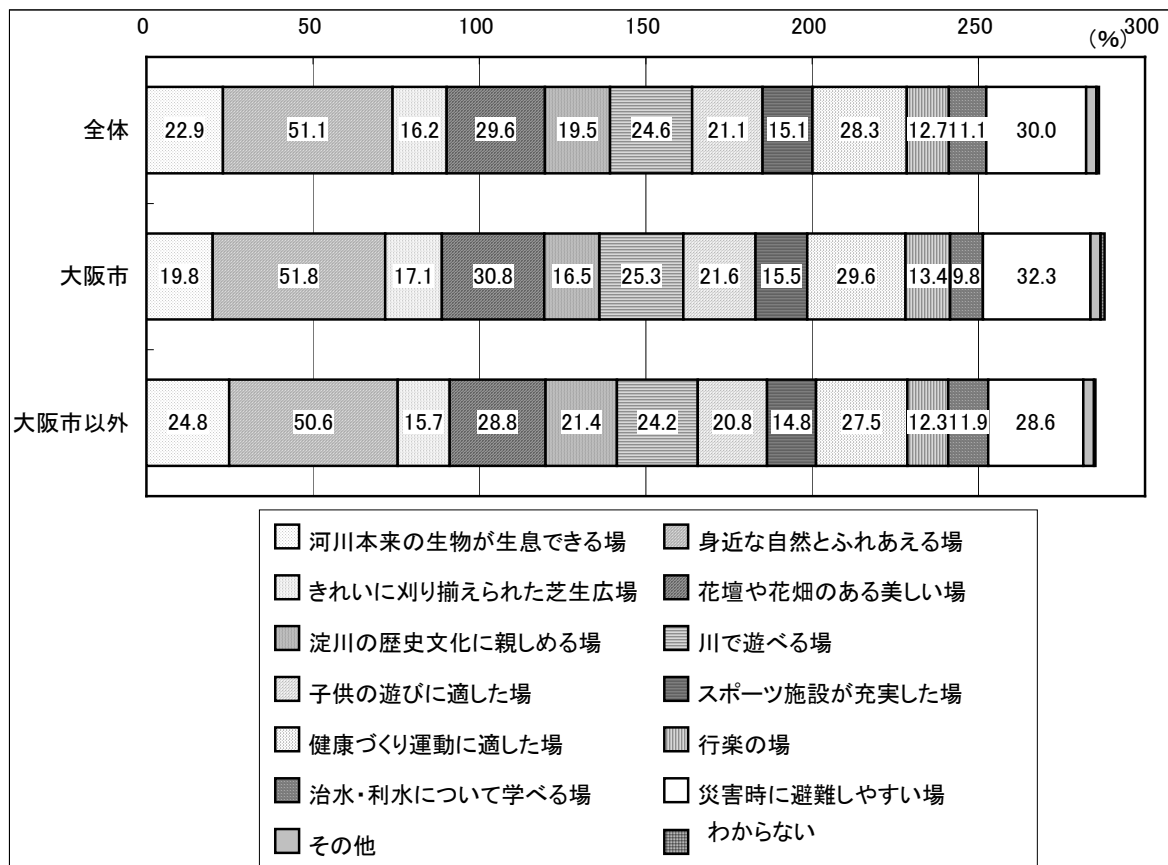 0 50 100 150 200 250 300
（％）
全体 22.9 51.1 16.2 29.6 19.5 24.6 21.1 15.1 28.3 12.7 11.1 30.0
大阪市 19.8 51.8 17.1 30.8 16.5 25.3 21.6 15.5 29.6 13.4 9.8 32.3
大阪市以外 24.8 50.6 15.7 28.8 21.4 24.2 20.8 14.8 27.5 12.3 11.9 28.6
河川本来の生物が生息できる場 身近な自然とふれあえる場
きれいに刈り揃えられた芝生広場 花壇や花畑のある美しい場
淀川の歴史文化に親しめる場 川で遊べる場
子供の遊びに適した場 スポーツ施設が充実した場
健康づくり運動に適した場 行楽の場
治水・利水について学べる場 災害時に避難しやすい場
その他 わからない